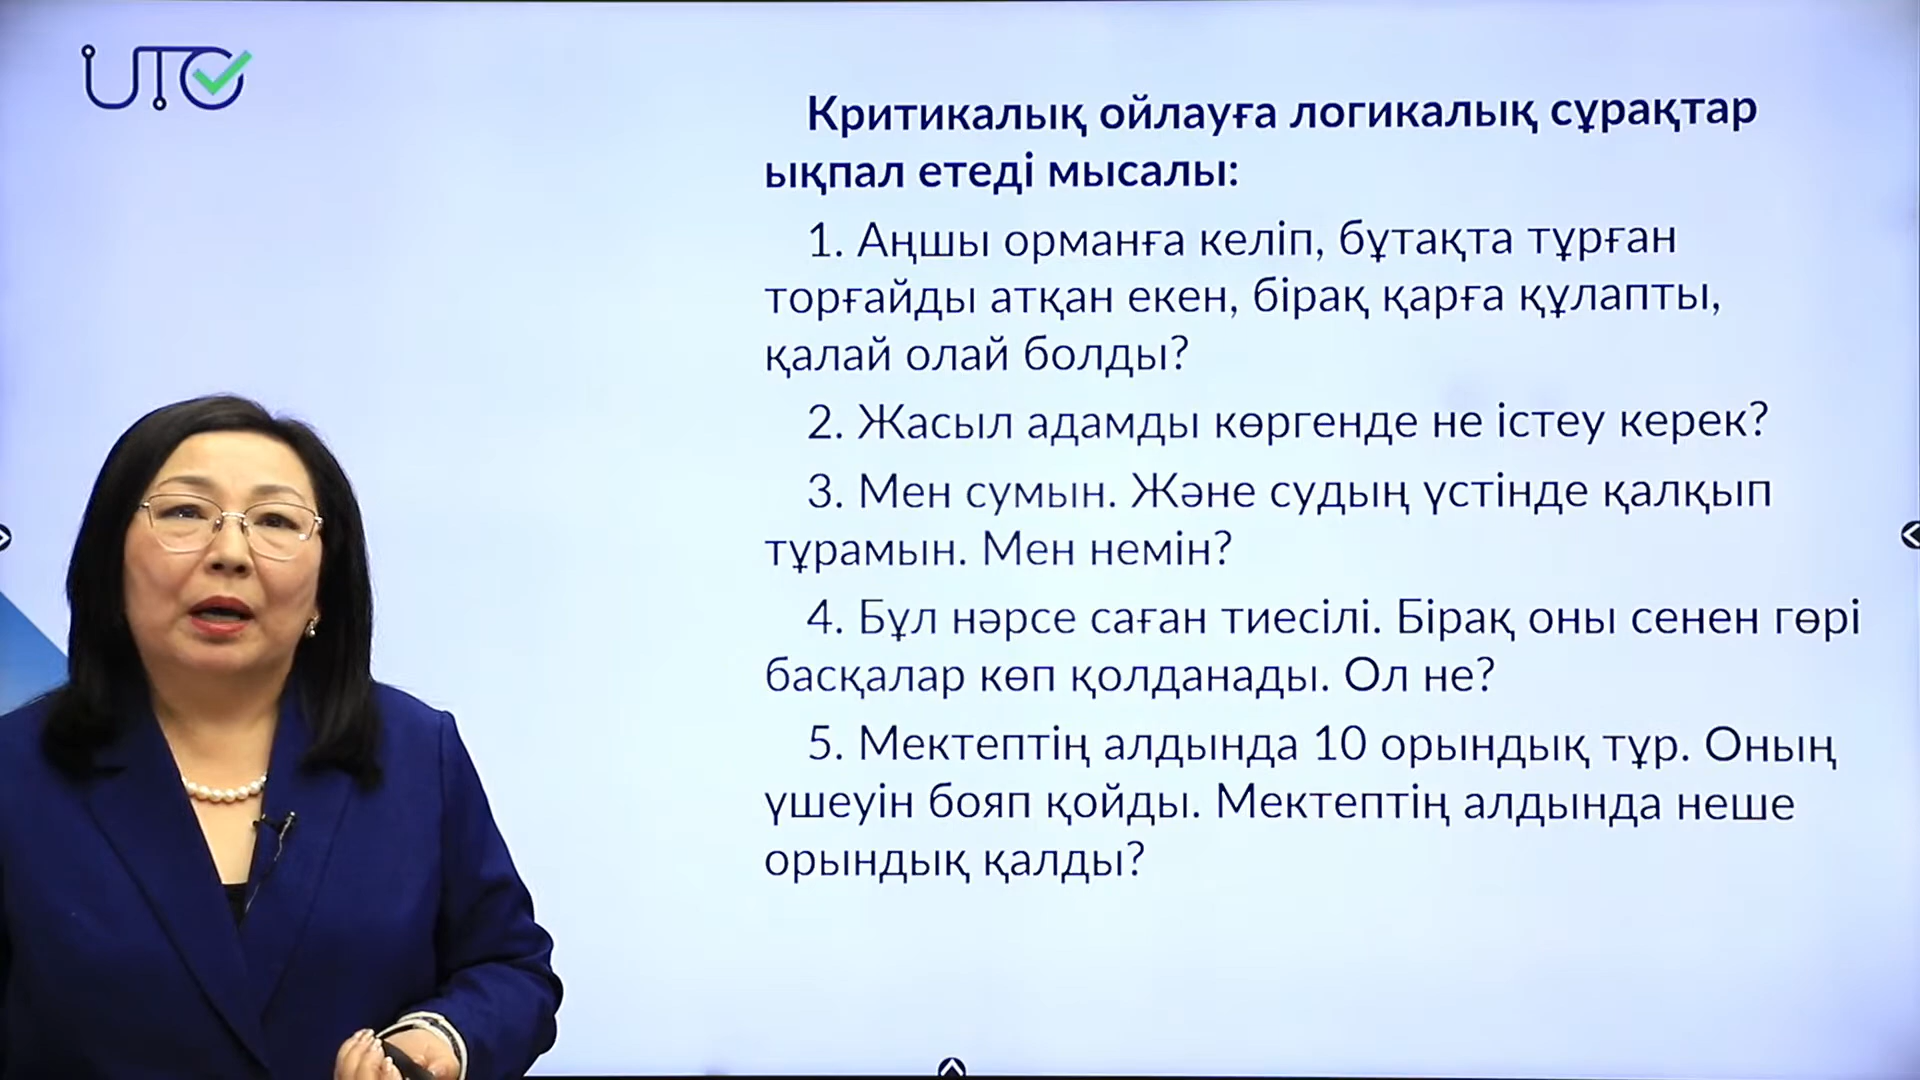 UTO
Критикалық ойлауға логикалық сұрақтар
ықпал етеді мысалы:
1. Аңшы орманға келіп, бұтақта тұрған
торғайды атқан екен, бірақ қарға құлапты,
қалай олай болды?
2. Жасыл адамды көргенде не істеу керек?
3. Мен сумын. Және судың үстінде қалқып
тұрамын. Мен немін?
4. Бұл нәрсе саған тиесілі. Бірақ оны сенен гөрі
басқалар көп қолданады. Ол не?
5. Мектептің алдында 10 орындық тұр. Оның
үшеуін бояп қойды. Мектептің алдында неше
орындық қалды?